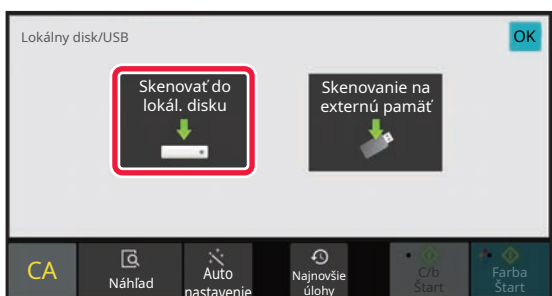 Lokálny disk/USB
OK
Skenovať do
lokál. disku
Skenovanie na
externú pamäť
CA
Náhľad
Auto
nastavenie
Najnovšie
úlohy
C/b
Štart
Farba
Štart